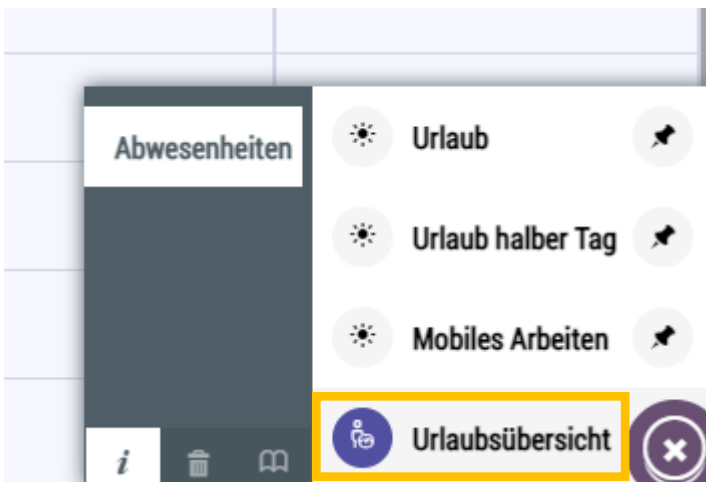 Abwesenheiten
Urlaub
Urlaub halber Tag
Mobiles Arbeiten
Urlaubsübersicht
i